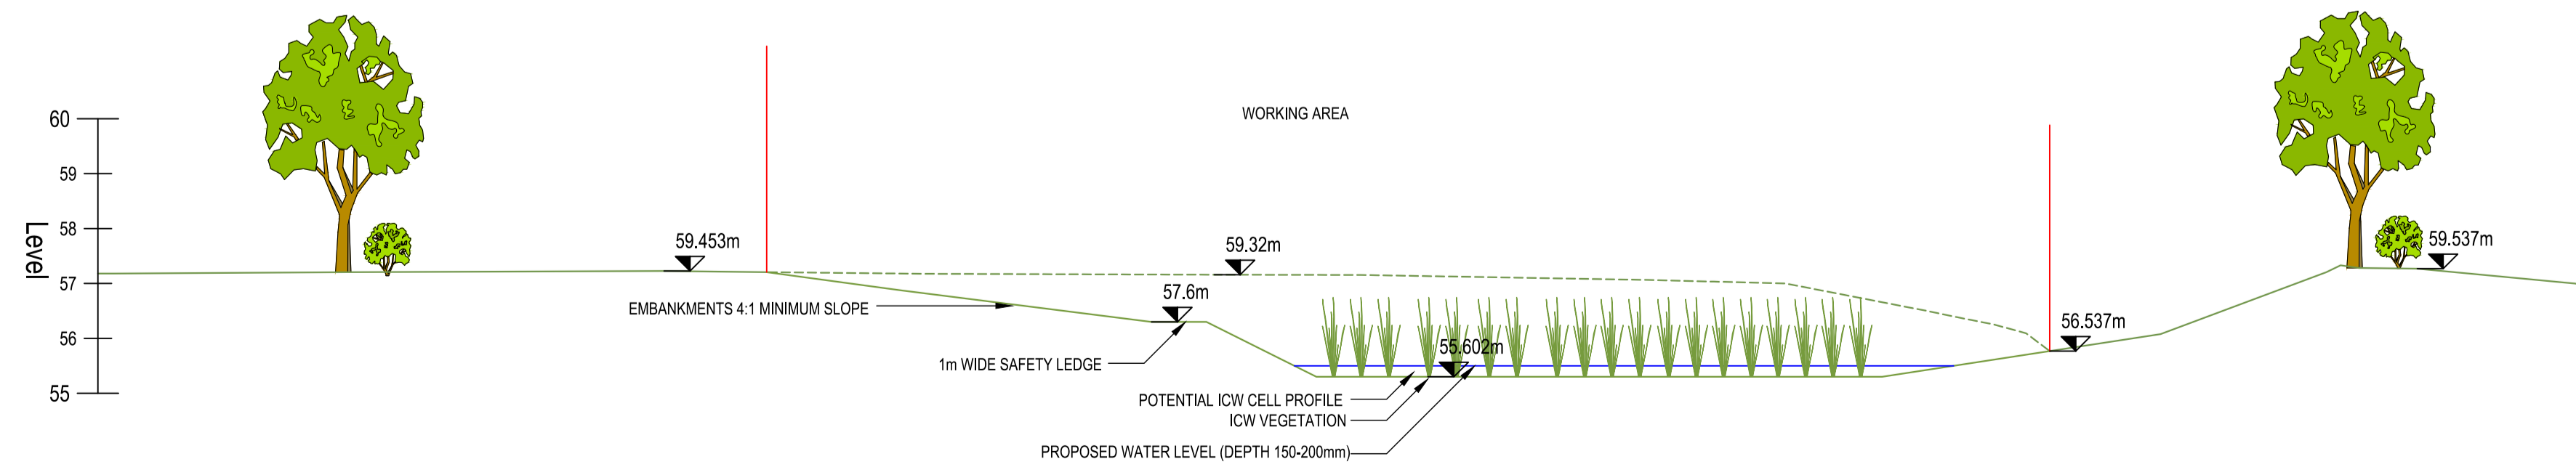 WORKING AREA
60
59
58
57
56
55
Level
59.453m
59.32m
59.537m
57.6m
56.537m
EMBANKMENTS 4:1 MINIMUM SLOPE
55.602m
1m WIDE SAFETY LEDGE
POTENTIAL ICW CELL PROFILE
ICW VEGETATION
PROPOSED WATER LEVEL (DEPTH 150-200mm)